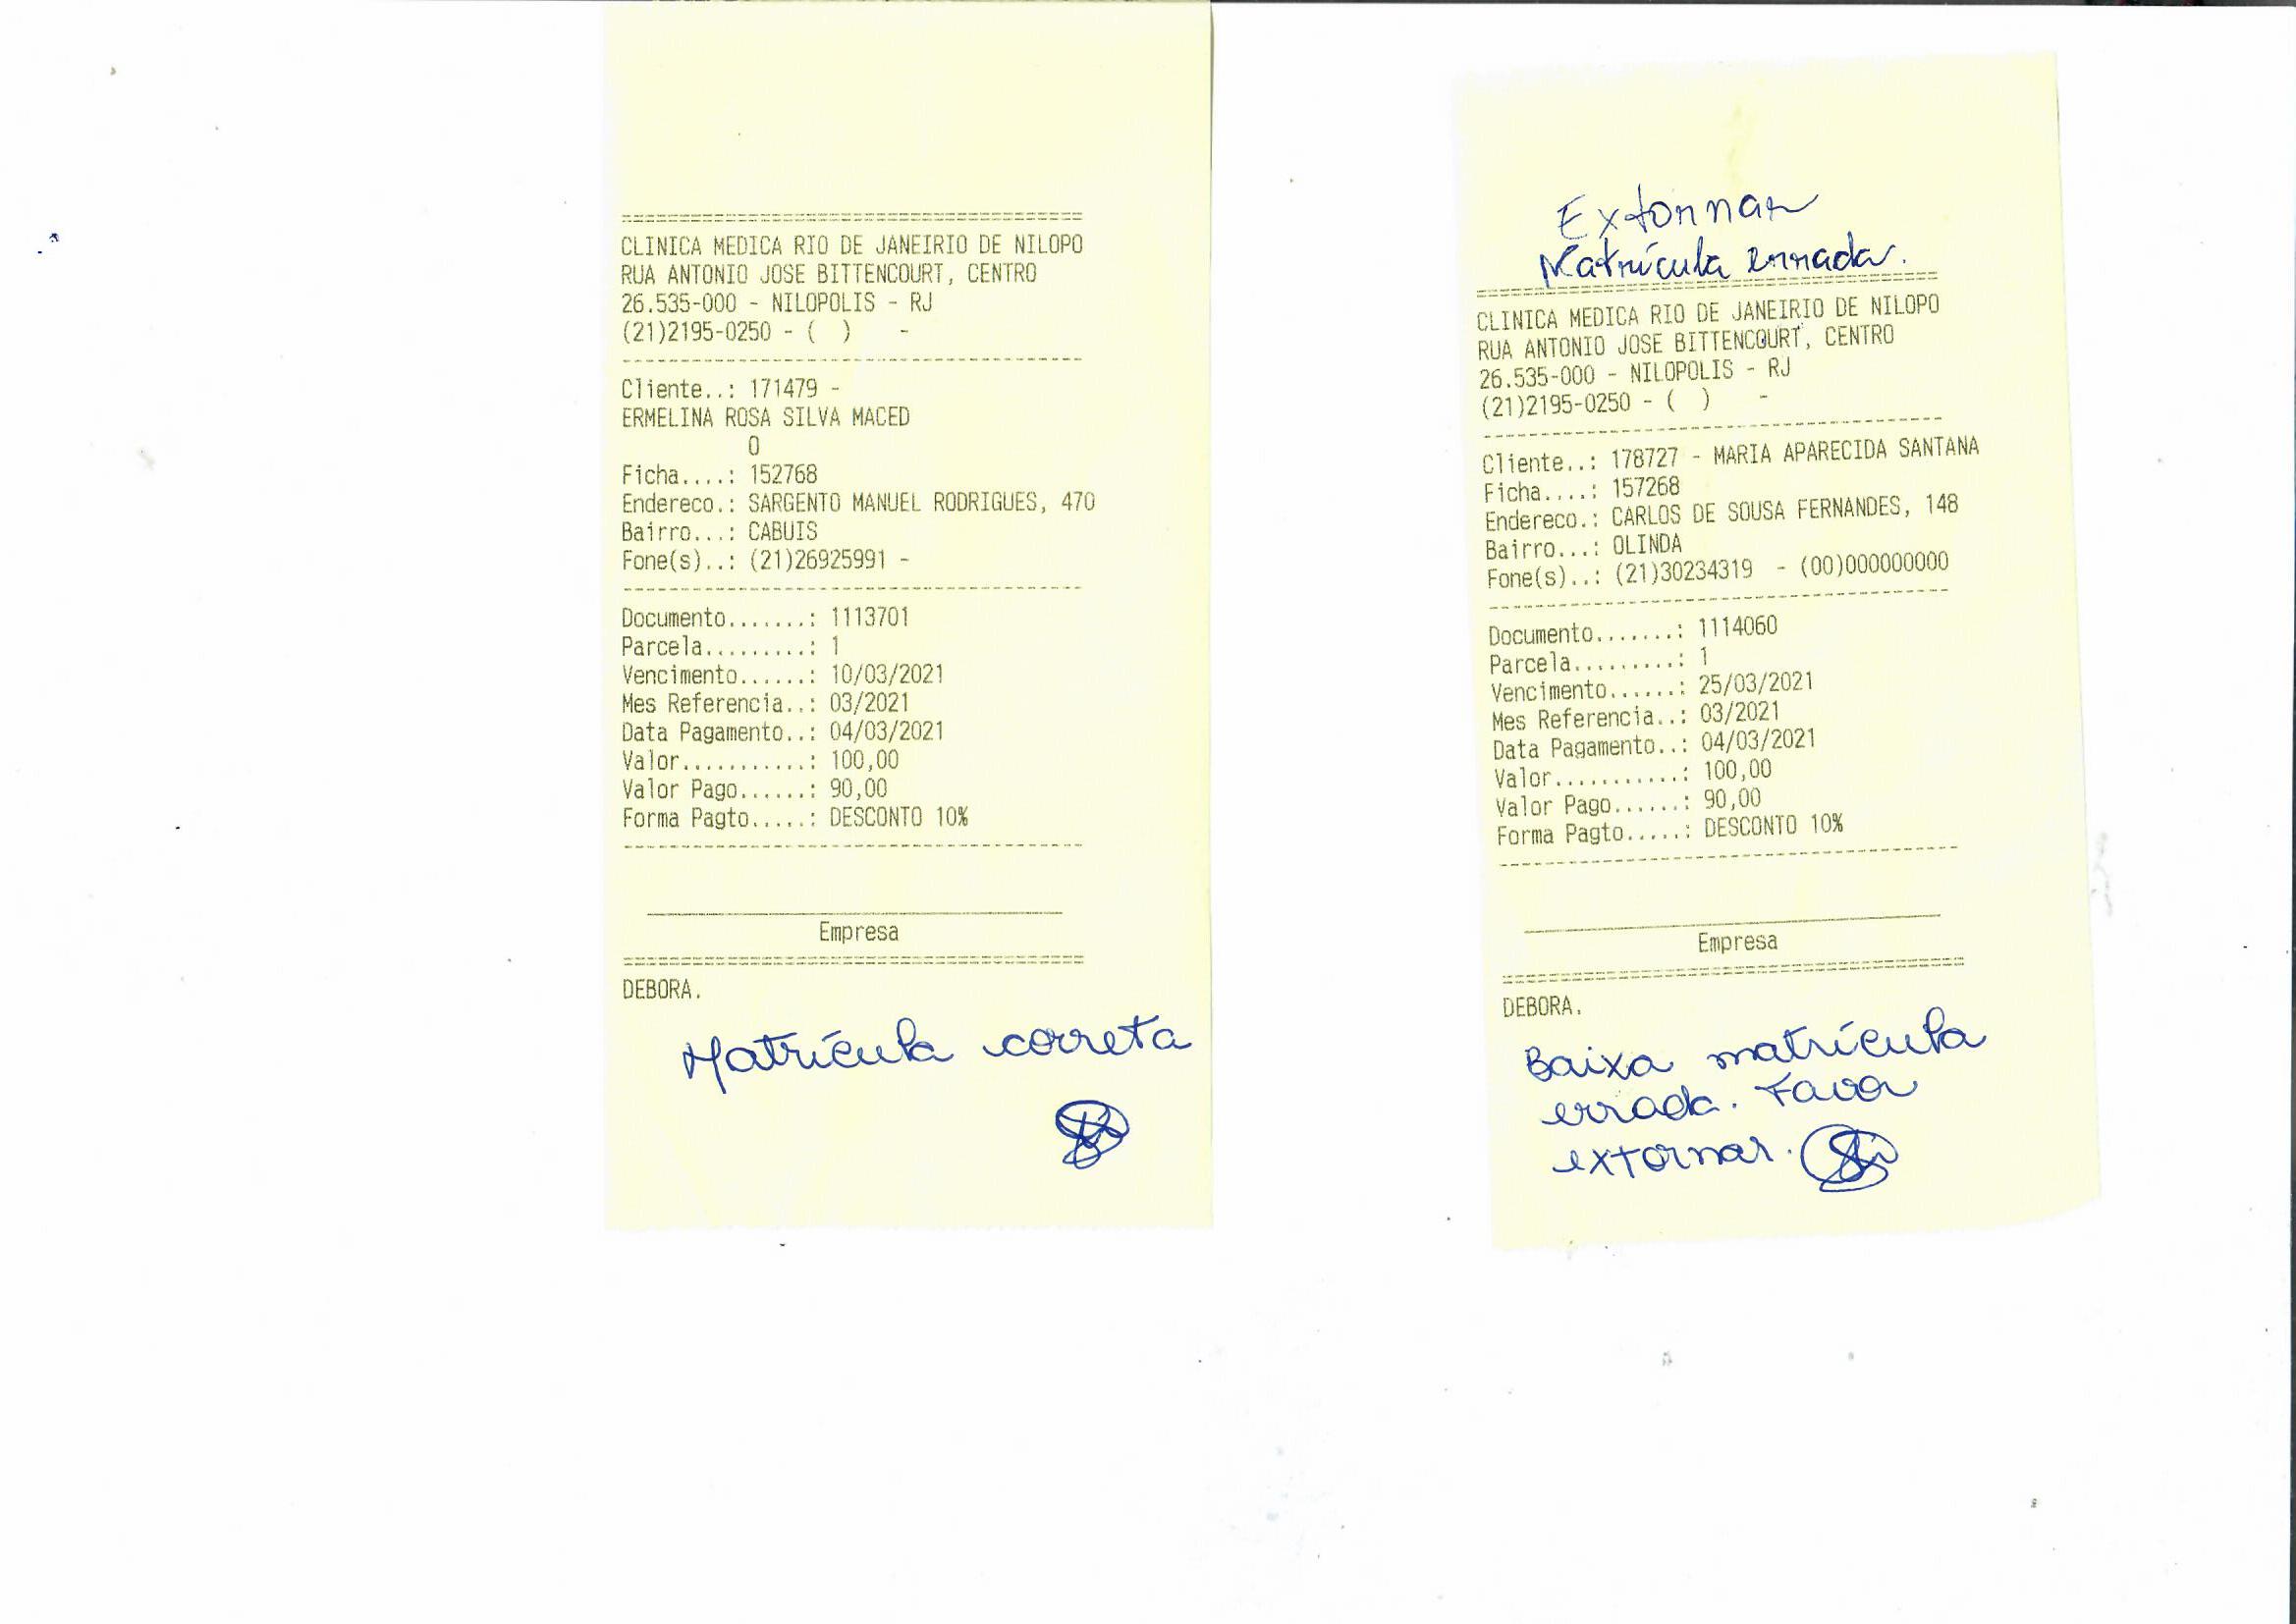 ================================
CLINICA MEDICA RIO DE JANEIRIO DE NILOPO
RUA ANTONIO JOSE BITTENCOURT, CENTRO
26.535-000 - NILOPOLIS - RJ
(21)2195-0250 - (  )    -
----------------------------------------
Cliente..: 171479 -
ERMELINA ROSA SILVA MACED
O
Ficha....: 152768
Endereco.: SARGENTO MANUEL RODRIGUES, 470
Bairro...: CABUIS
Fone(s)..: (21)26925991 -
----------------------------------------
Documento.......: 1113701
Parcela.........: 1
Vencimento......: 10/03/2021
Mes Referencia..: 03/2021
Data Pagamento..: 04/03/2021
Valor...........: 100,00
Valor Pago......: 90,00
Forma Pagto.....: DESCONTO 10%
----------------------------------------
Empresa
========================================
DEBORA.
Matrícula correta
Extonnar
Matrícula errada.
========================================
CLINICA MEDICA RIO DE JANEIRIO DE NILOPO
RUA ANTONIO JOSE BITTENCOURT, CENTRO
26.535-000 - NILOPOLIS - RJ
(21)2195-0250 - (  )    -
----------------------------------------
Cliente..: 178727 - MARIA APARECIDA SANTANA
Ficha....: 157268
Endereco.: CARLOS DE SOUSA FERNANDES, 148
Bairro...: OLINDA
Fone(s)..: (21)30234319  - (00)000000000
----------------------------------------
Documento.......: 1114060
Parcela.........: 1
Vencimento......: 25/03/2021
Mes Referencia..: 03/2021
Data Pagamento..: 04/03/2021
Valor...........: 100,00
Valor Pago......: 90,00
Forma Pagto.....: DESCONTO 10%
----------------------------------------
Empresa
========================================
DEBORA.
Baixa matrícula
errada. Favor
extornar.